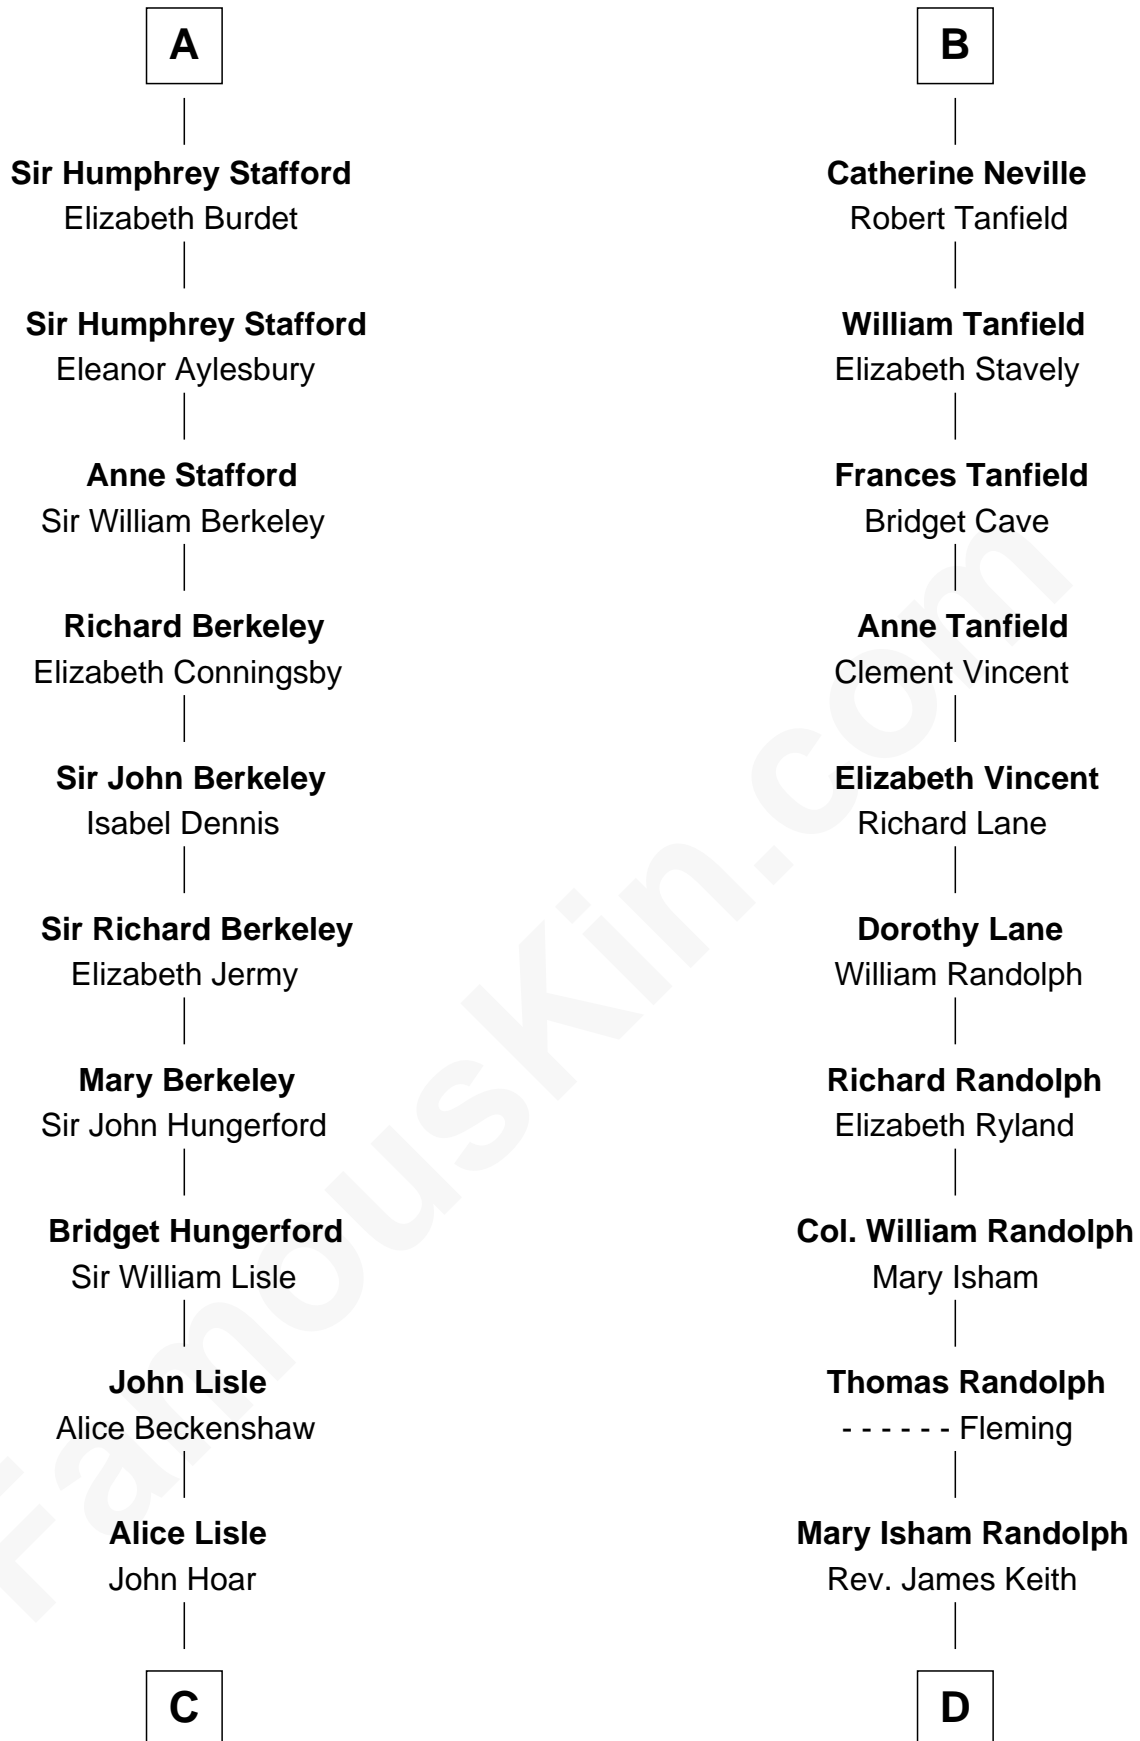 A
Sir Humphrey Stafford
Elizabeth Burdet
Sir Humphrey Stafford
Eleanor Aylesbury
Anne Stafford
Sir William Berkeley
Richard Berkeley
Elizabeth Conningsby
Sir John Berkeley
Isabel Dennis
Sir Richard Berkeley
Elizabeth Jermy
Mary Berkeley
Sir John Hungerford
Bridget Hungerford
Sir William Lisle
John Lisle
Alice Beckenshaw
Alice Lisle
John Hoar
C
B
Catherine Neville
Robert Tanfield
William Tanfield
Elizabeth Stavely
Frances Tanfield
Bridget Cave
Anne Tanfield
Clement Vincent
Elizabeth Vincent
Richard Lane
Dorothy Lane
William Randolph
Richard Randolph
Elizabeth Ryland
Col. William Randolph
Mary Isham
Thomas Randolph
- - - - - - Fleming
Mary Isham Randolph
Rev. James Keith
D
FamousKin.com